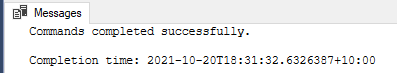 Messages
Commands completed successfully.
Completion time: 2021-10-20T18:31:32.6326387+10:00